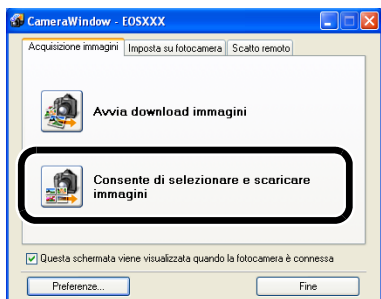 CameraWindow - EOSXXX
Acquisizione immagini Imposta su fotocamera Scatto remoto
Avvia download immagini
Consente di selezionare e scaricare
immagini
Questa schermata viene visualizzata quando la fotocamera è connessa
Preferenze... Fine